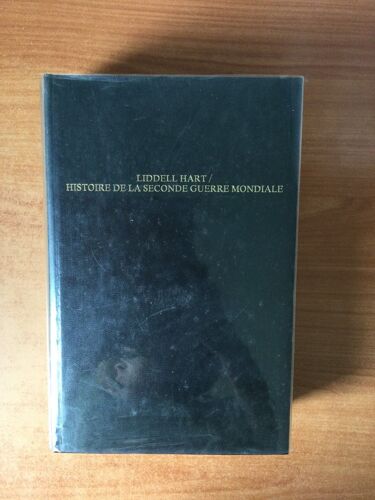 LIDDELL HART /
HISTOIRE DE LA SECONDE GUERRE MONDIALE